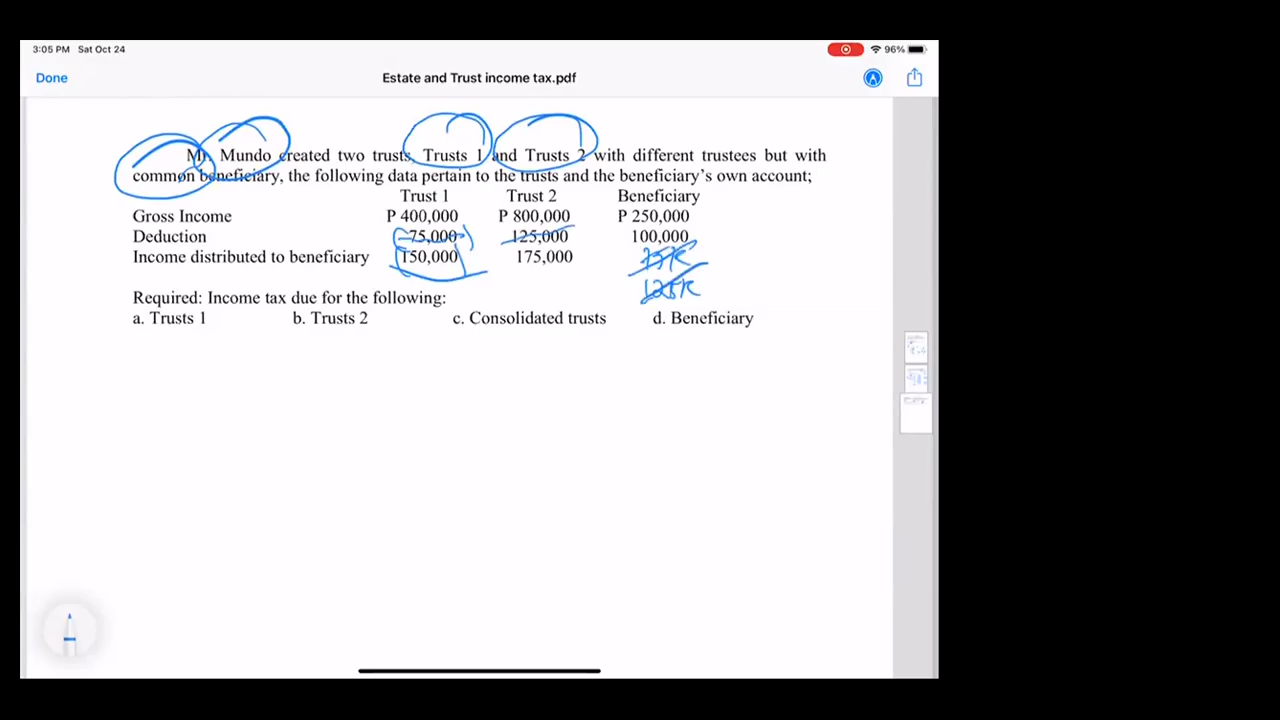 3:05 PM Sat Oct 24
96%
Done
Estate and Trust income tax.pdf
Mr. Mundo created two trusts, Trusts 1 and Trusts 2 with different trustees but with
common beneficiary, the following data pertain to the trusts and the beneficiary's own account;
Trust 1 Trust 2 Beneficiary
Gross Income P 400,000 P 800,000 P 250,000
Deduction 75,000 125,000 100,000
Income distributed to beneficiary 150,000 175,000
125K
Required: Income tax due for the following:
a. Trusts 1 b. Trusts 2 c. Consolidated trusts d. Beneficiary